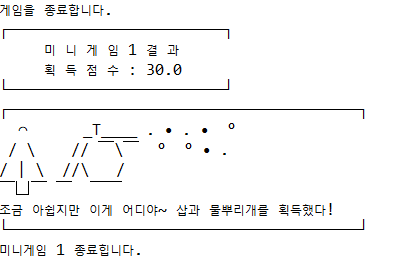 게임을 종료합니다.
미 니 게 임 1 결 과
획 득 점 수 : 30.0
조금 아쉽지만 이게 어디야~ 삽과 물뿌리개를 획득했다!
미니게임 1 종료힙니다.